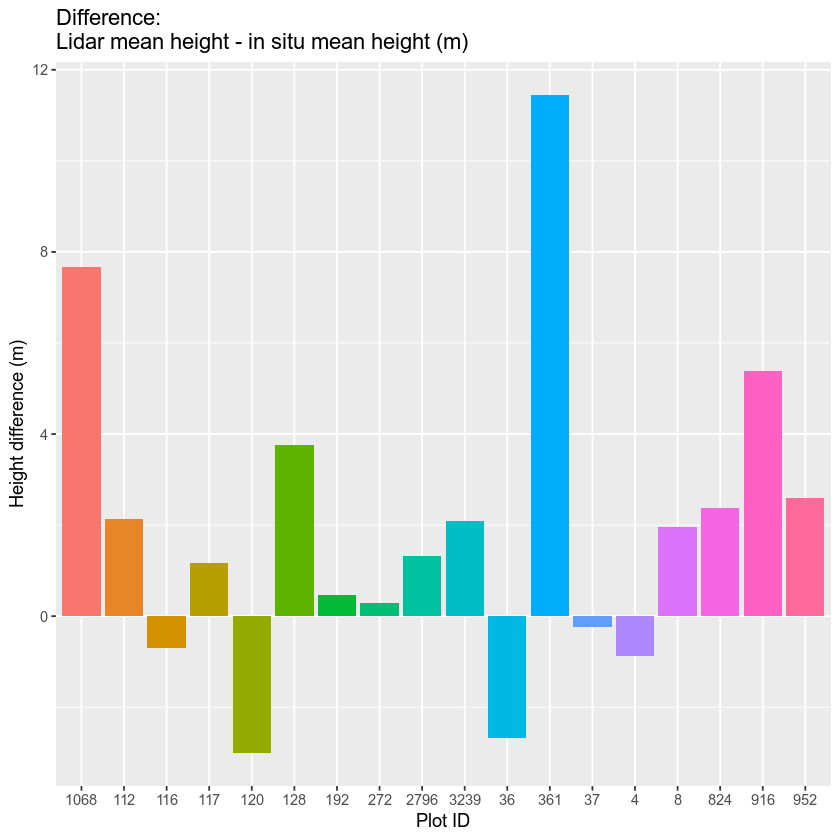 Difference:
Lidar mean height - in situ mean height (m)
12
8
4
0
Height difference (m)
1068 112 116 117 120 128 192 272 2796 3239 36 361 37 4 8 824 916 952
Plot ID